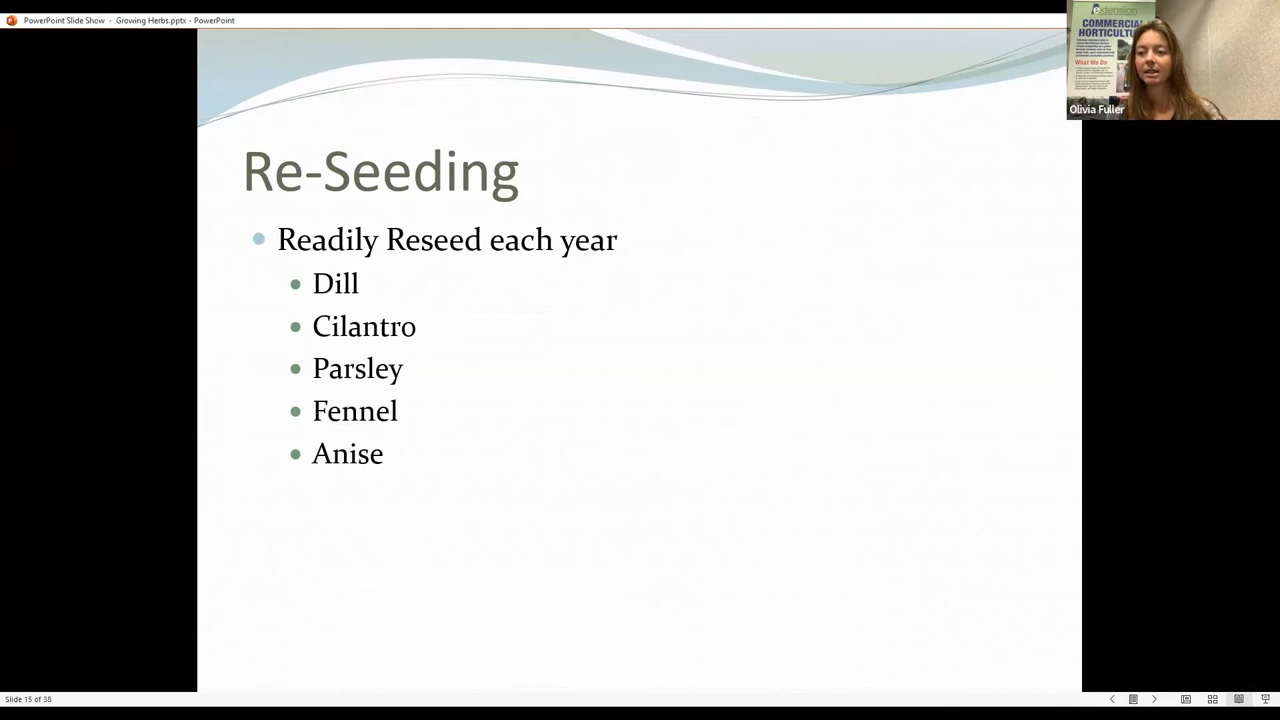 PowerPoint Slide Show - Growing Herbs.pptx - PowerPoint
extension
COMMERCIAL
HORTICULTU
What We Do
Olivia Fuller
Re-Seeding
Readily Reseed each year
Dill
Cilantro
Parsley
Fennel
Anise
Slide 15 of 38